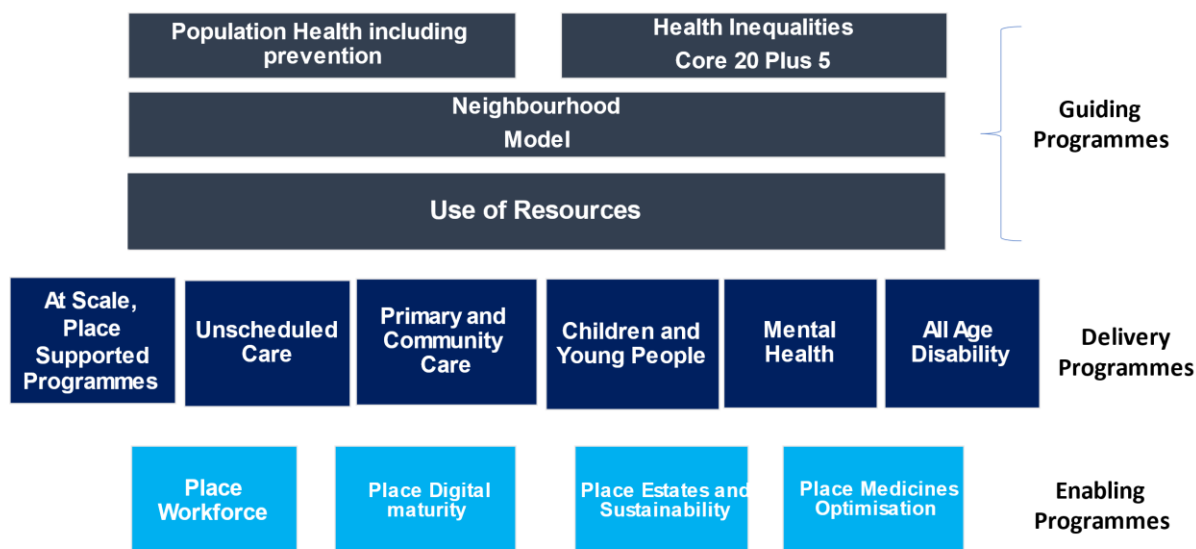 Population Health including
prevention
Health Inequalities
Core 20 Plus 5
Neighbourhood
Model
Use of Resources
Guiding
Programmes
At Scale,
Place
Supported
Programmes
Unscheduled
Care
Primary and
Community
Care
Children and
Young People
Mental
Health
All Age
Disability
Delivery
Programmes
Place
Workforce
Place Digital
maturity
Place Estates and
Sustainability
Place Medicines
Optimisation
Enabling
Programmes